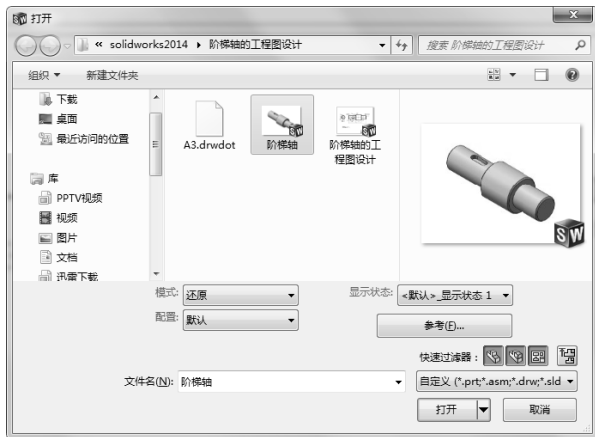 打开
« solidworks2014 ▸ 阶梯轴的工程图设计
搜索 阶梯轴的工程图设计
组织 新建文件夹
下载
桌面
最近访问的位置
库
PPTV视频
视频
图片
文档
迅雷下载
A3.drwdot
阶梯轴
阶梯轴的工
程图设计
SW
模式: 还原
显示状态: <默认>_显示状态 1
配置: 默认
参考(F)...
快速过滤器:
文件名(N): 阶梯轴
自定义 (*.prt;*.asm;*.drw;*.sld
打开
取消